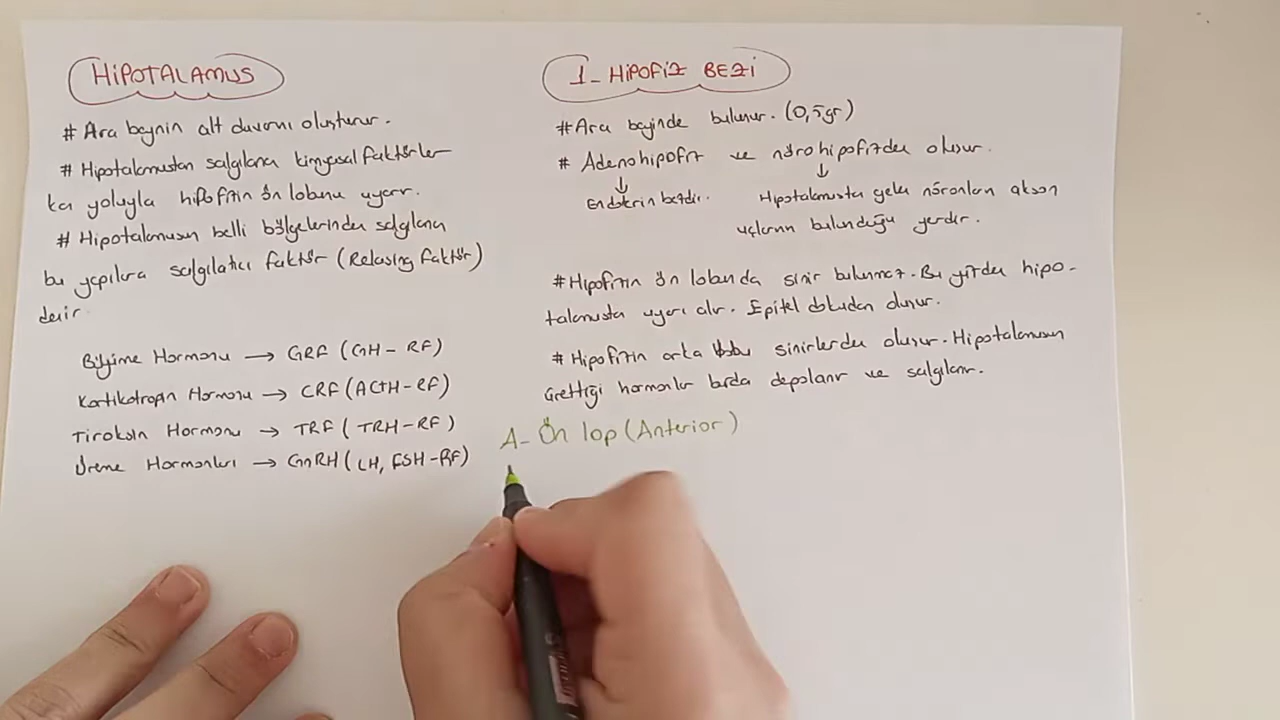 HİPOTALAMUS
# Ara beynin alt duvarını oluşturur.
# Hipotalamustan salgılanan kimyasal faktörler
kan yoluyla hipofizin ön lobunu uyarır.
# Hipotalamusun belli bölgelerinden salgılanan
bu yapılara salgılatıcı faktör (Relasing faktör)
denir.
Büyüme Hormonu → GRF (GH - RF)
Kortikotropin Hormonu → CRF (ACTH - RF)
Tiroksin Hormonu → TRF (TRH - RF)
Üreme Hormonları → GnRH (LH, FSH - RF)
1- HİPOFİZ BEZİ
# Ara beyinde bulunur. (0,5gr)
# Adenohipofiz ve nörohipofizden oluşur.
↓ ↓
Endokrin bezdir. Hipotalamustan gelen nöronların akson
uçlarının bulunduğu yerdir.
# Hipofizin ön lobunda sinir bulunmaz. Bu yüzden hipo-
talamustan uyarı alır. Epitel dokudan oluşur.
# Hipofizin arka lobu sinirlerden oluşur. Hipotalamusun
ürettiği hormonlar burda depolanır ve salgılanır.
A- Ön lop (Anterior)